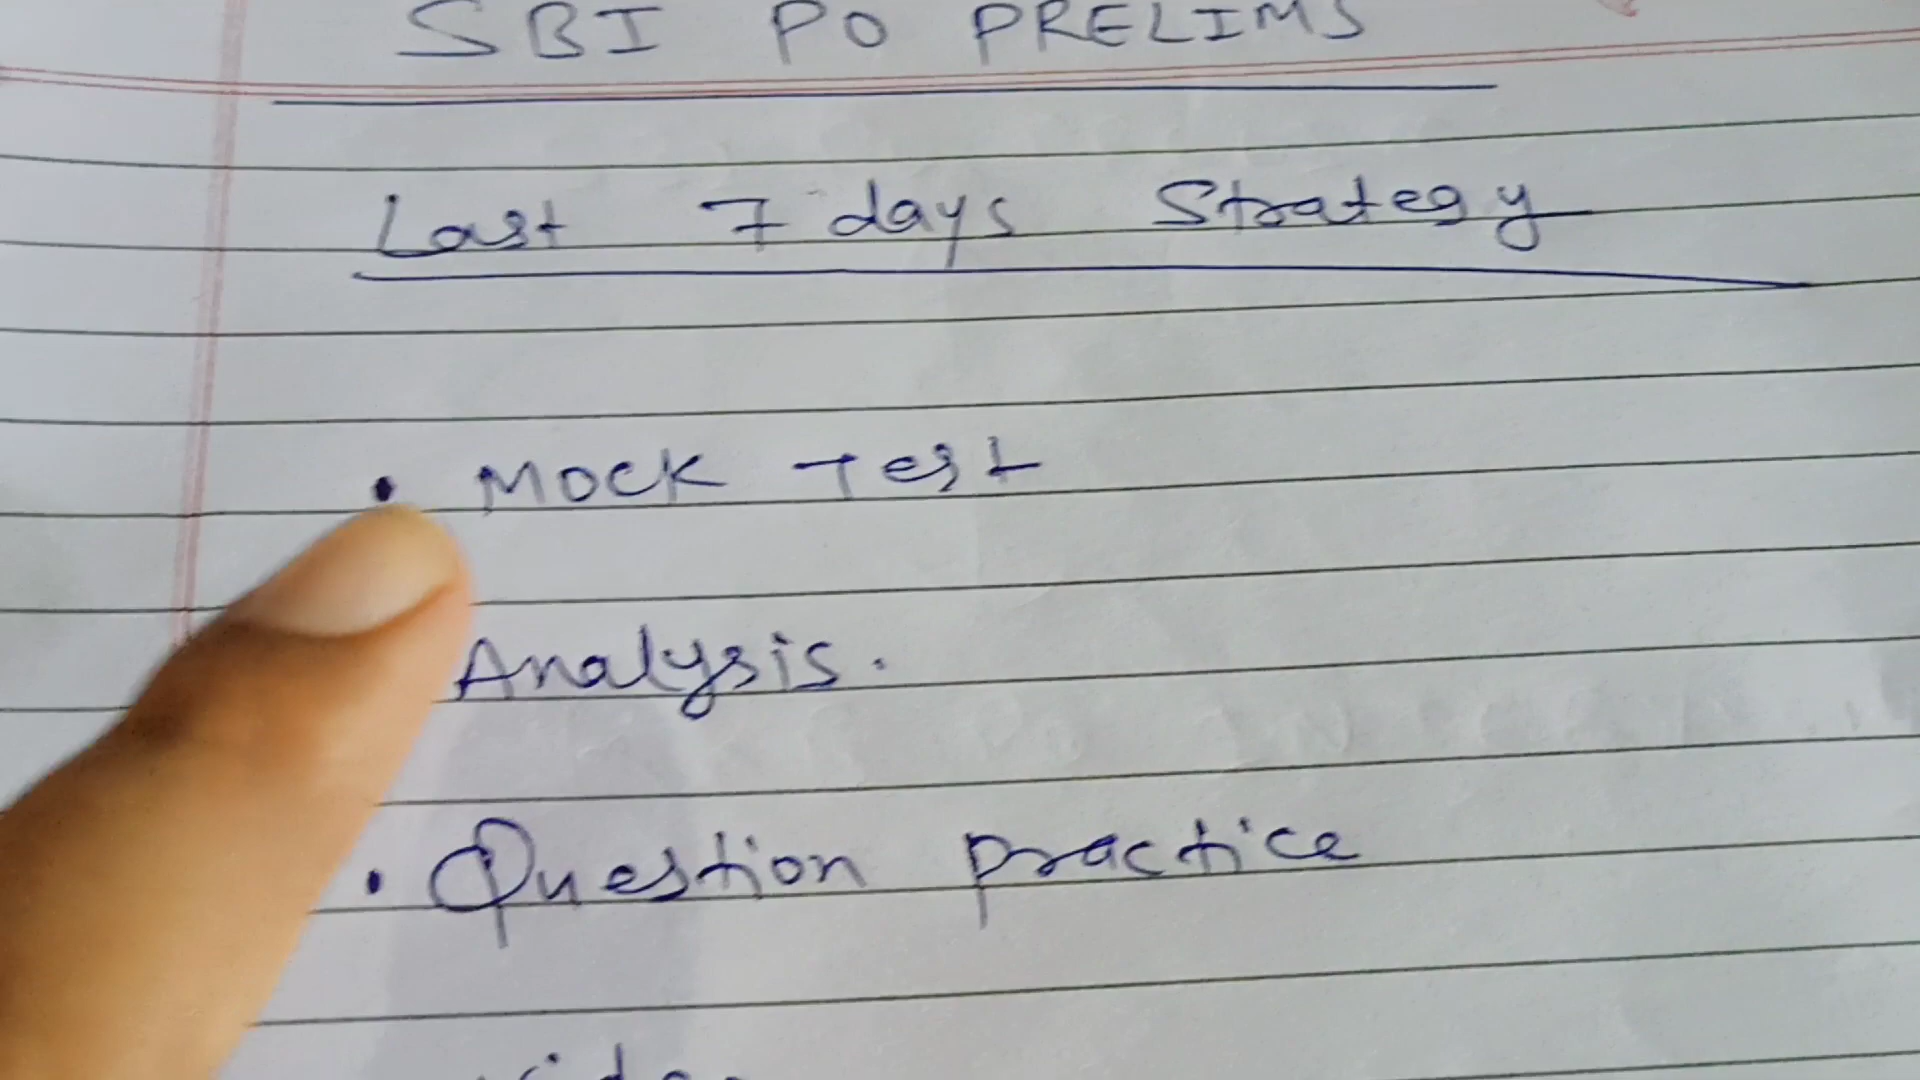 SBI PO PRELIMS
Last 7 days Strategy
• Mock Test
Analysis.
• Question practice